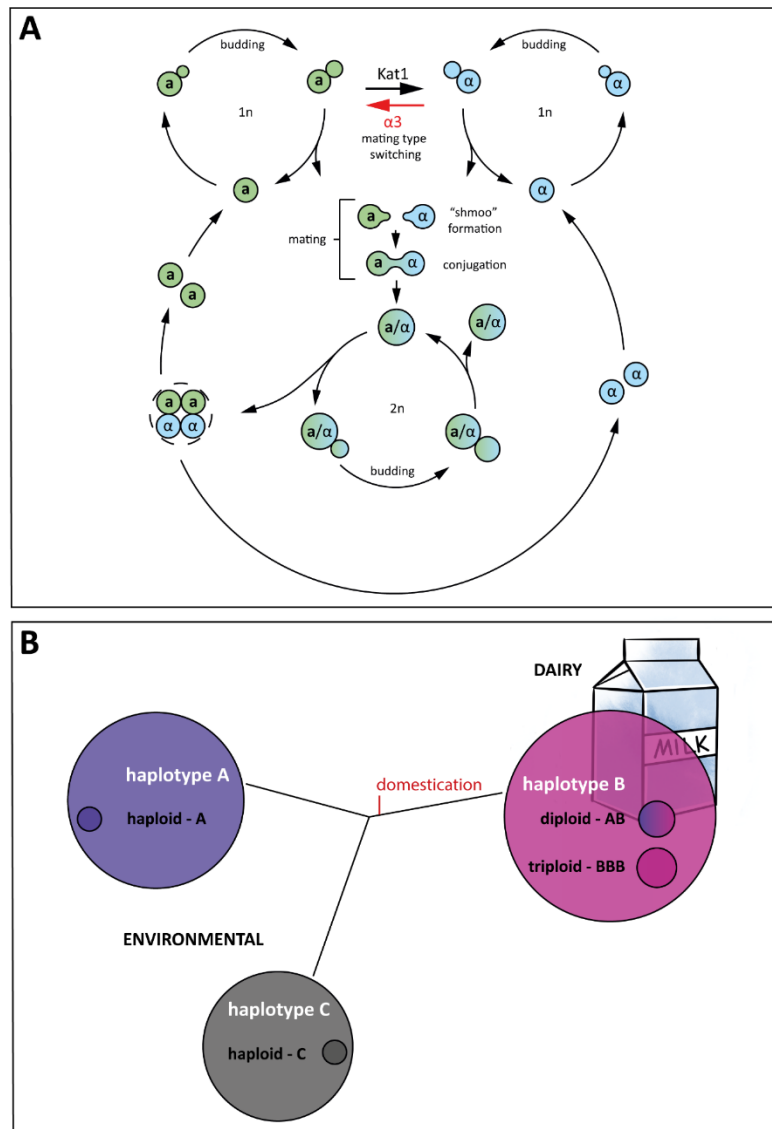 A
budding
budding
a
a
α
α
Kat1
1n
1n
α3
mating type
switching
a
α
a
α
"shmoo"
formation
mating
a
α
conjugation
a
a
a/α
a/α
α
α
a
a
α
α
a/α
2n
a/α
budding
B
DAIRY
MILK
haplotype A
domestication
haplotype B
haploid - A
diploid - AB
triploid - BBB
ENVIRONMENTAL
haplotype C
haploid - C